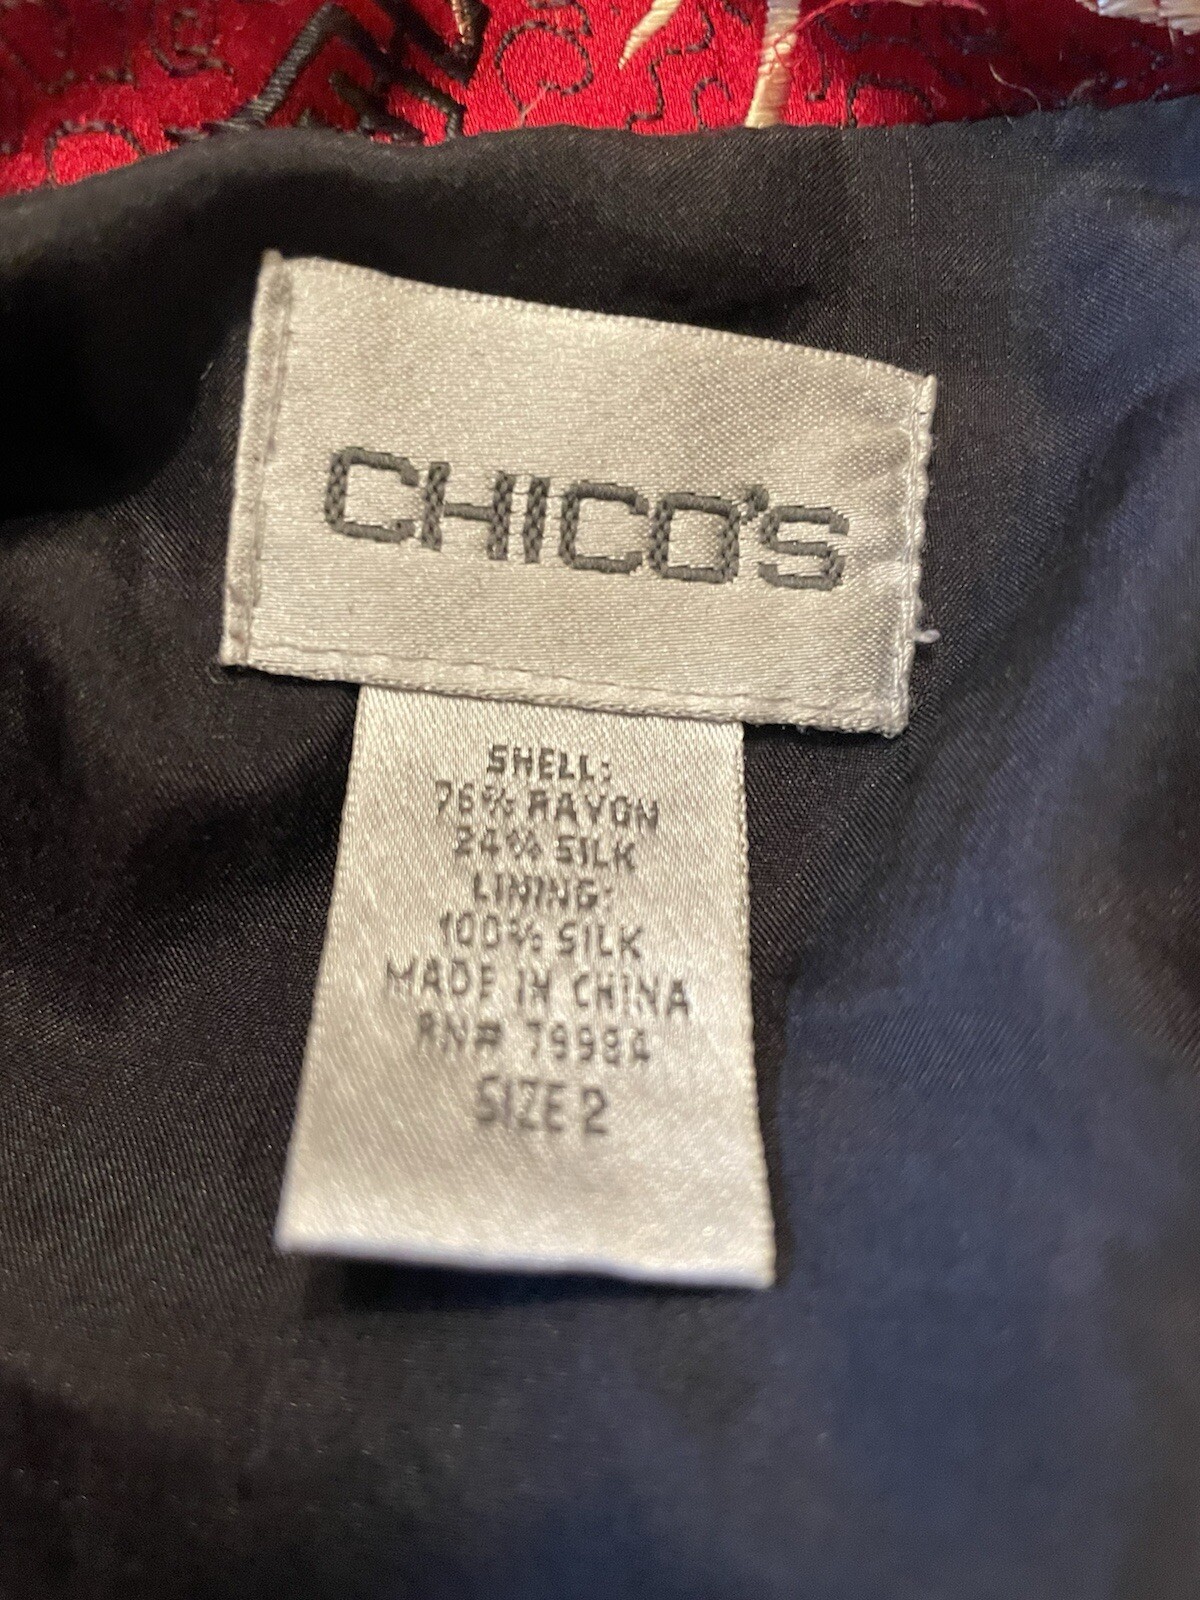 CHICO'S
SHELL:
76% RAYON
24% SILK
LINING:
100% SILK
MADE IN CHINA
RN# 79984
SIZE 2